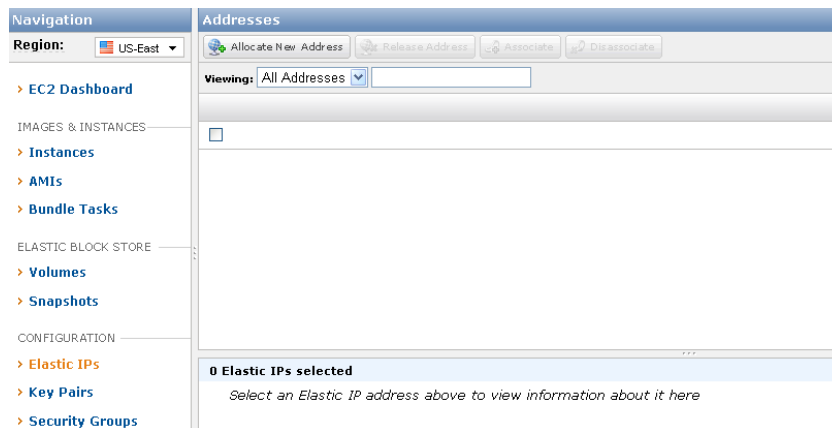 Navigation
Region: US-East
EC2 Dashboard
IMAGES & INSTANCES
Instances
AMIs
Bundle Tasks
ELASTIC BLOCK STORE
Volumes
Snapshots
CONFIGURATION
Elastic IPs
Key Pairs
Security Groups
Addresses
Allocate New Address Release Address Associate Disassociate
Viewing: All Addresses
0 Elastic IPs selected
Select an Elastic IP address above to view information about it here